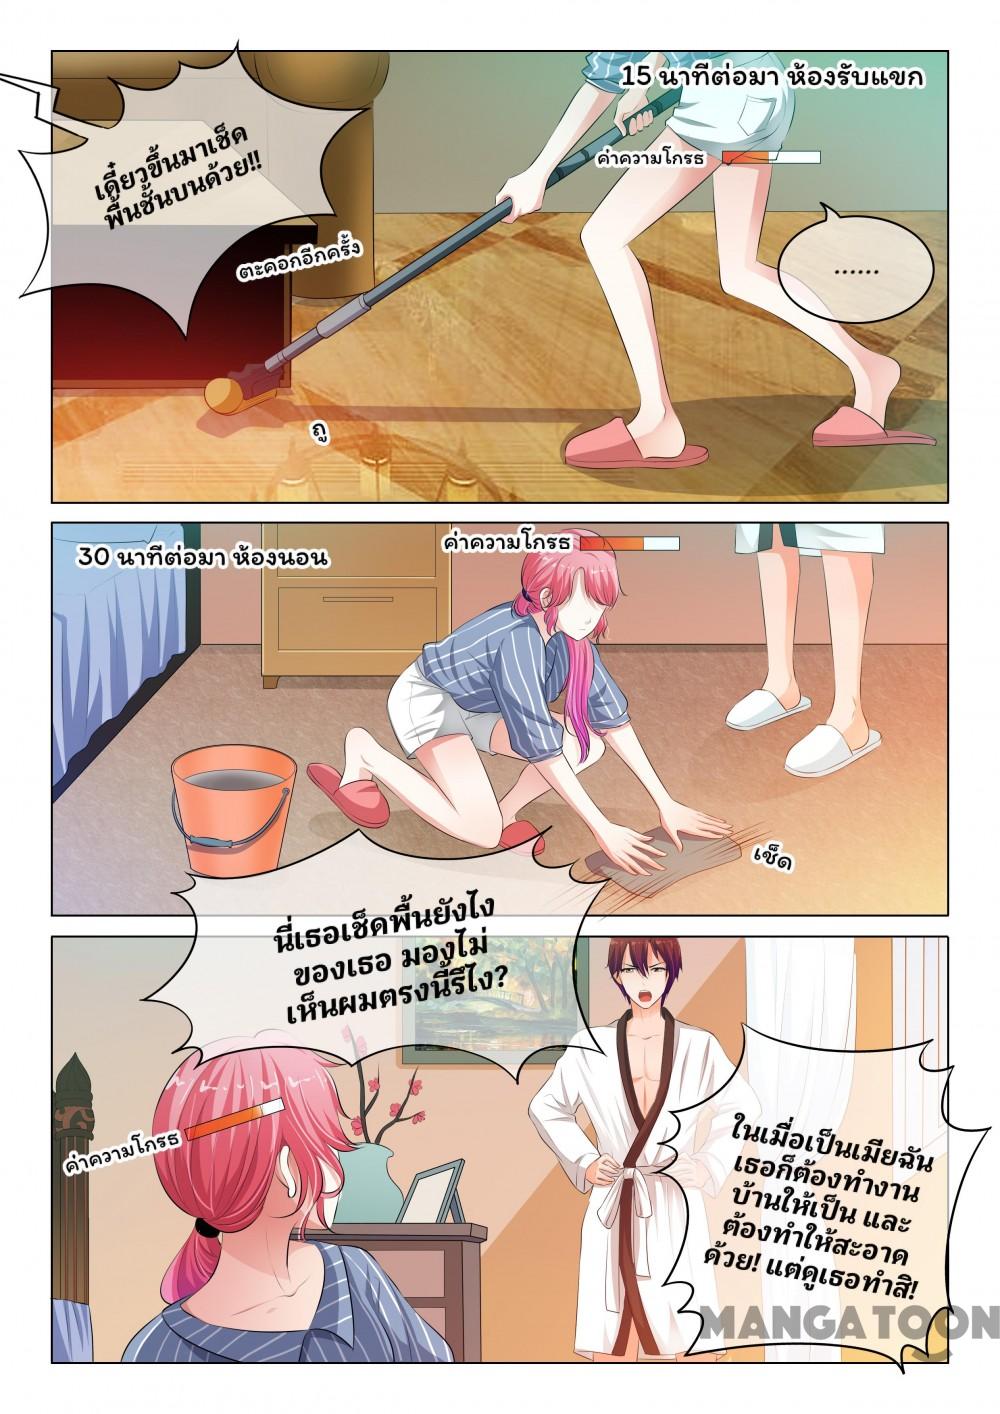 15 นาทีต่อมา ห้องรับแขก
เดี๋ยวขึ้นมาเช็ด
พื้นชั้นบนด้วย!!
ค่าความโกรธ
ตะคอกอีกครั้ง
......
ถู
30 นาทีต่อมา ห้องนอน
ค่าความโกรธ
เช็ด
นี่เธอเช็ดพื้นยังไง
ของเธอ มองไม่
เห็นผมตรงนี้รึไง?
ค่าความโกรธ
ในเมื่อเป็นเมียฉัน
เธอก็ต้องทำงาน
บ้านให้เป็น และ
ต้องทำให้สะอาด
ด้วย! แต่ดูเธอทำสิ!
MANGATOON